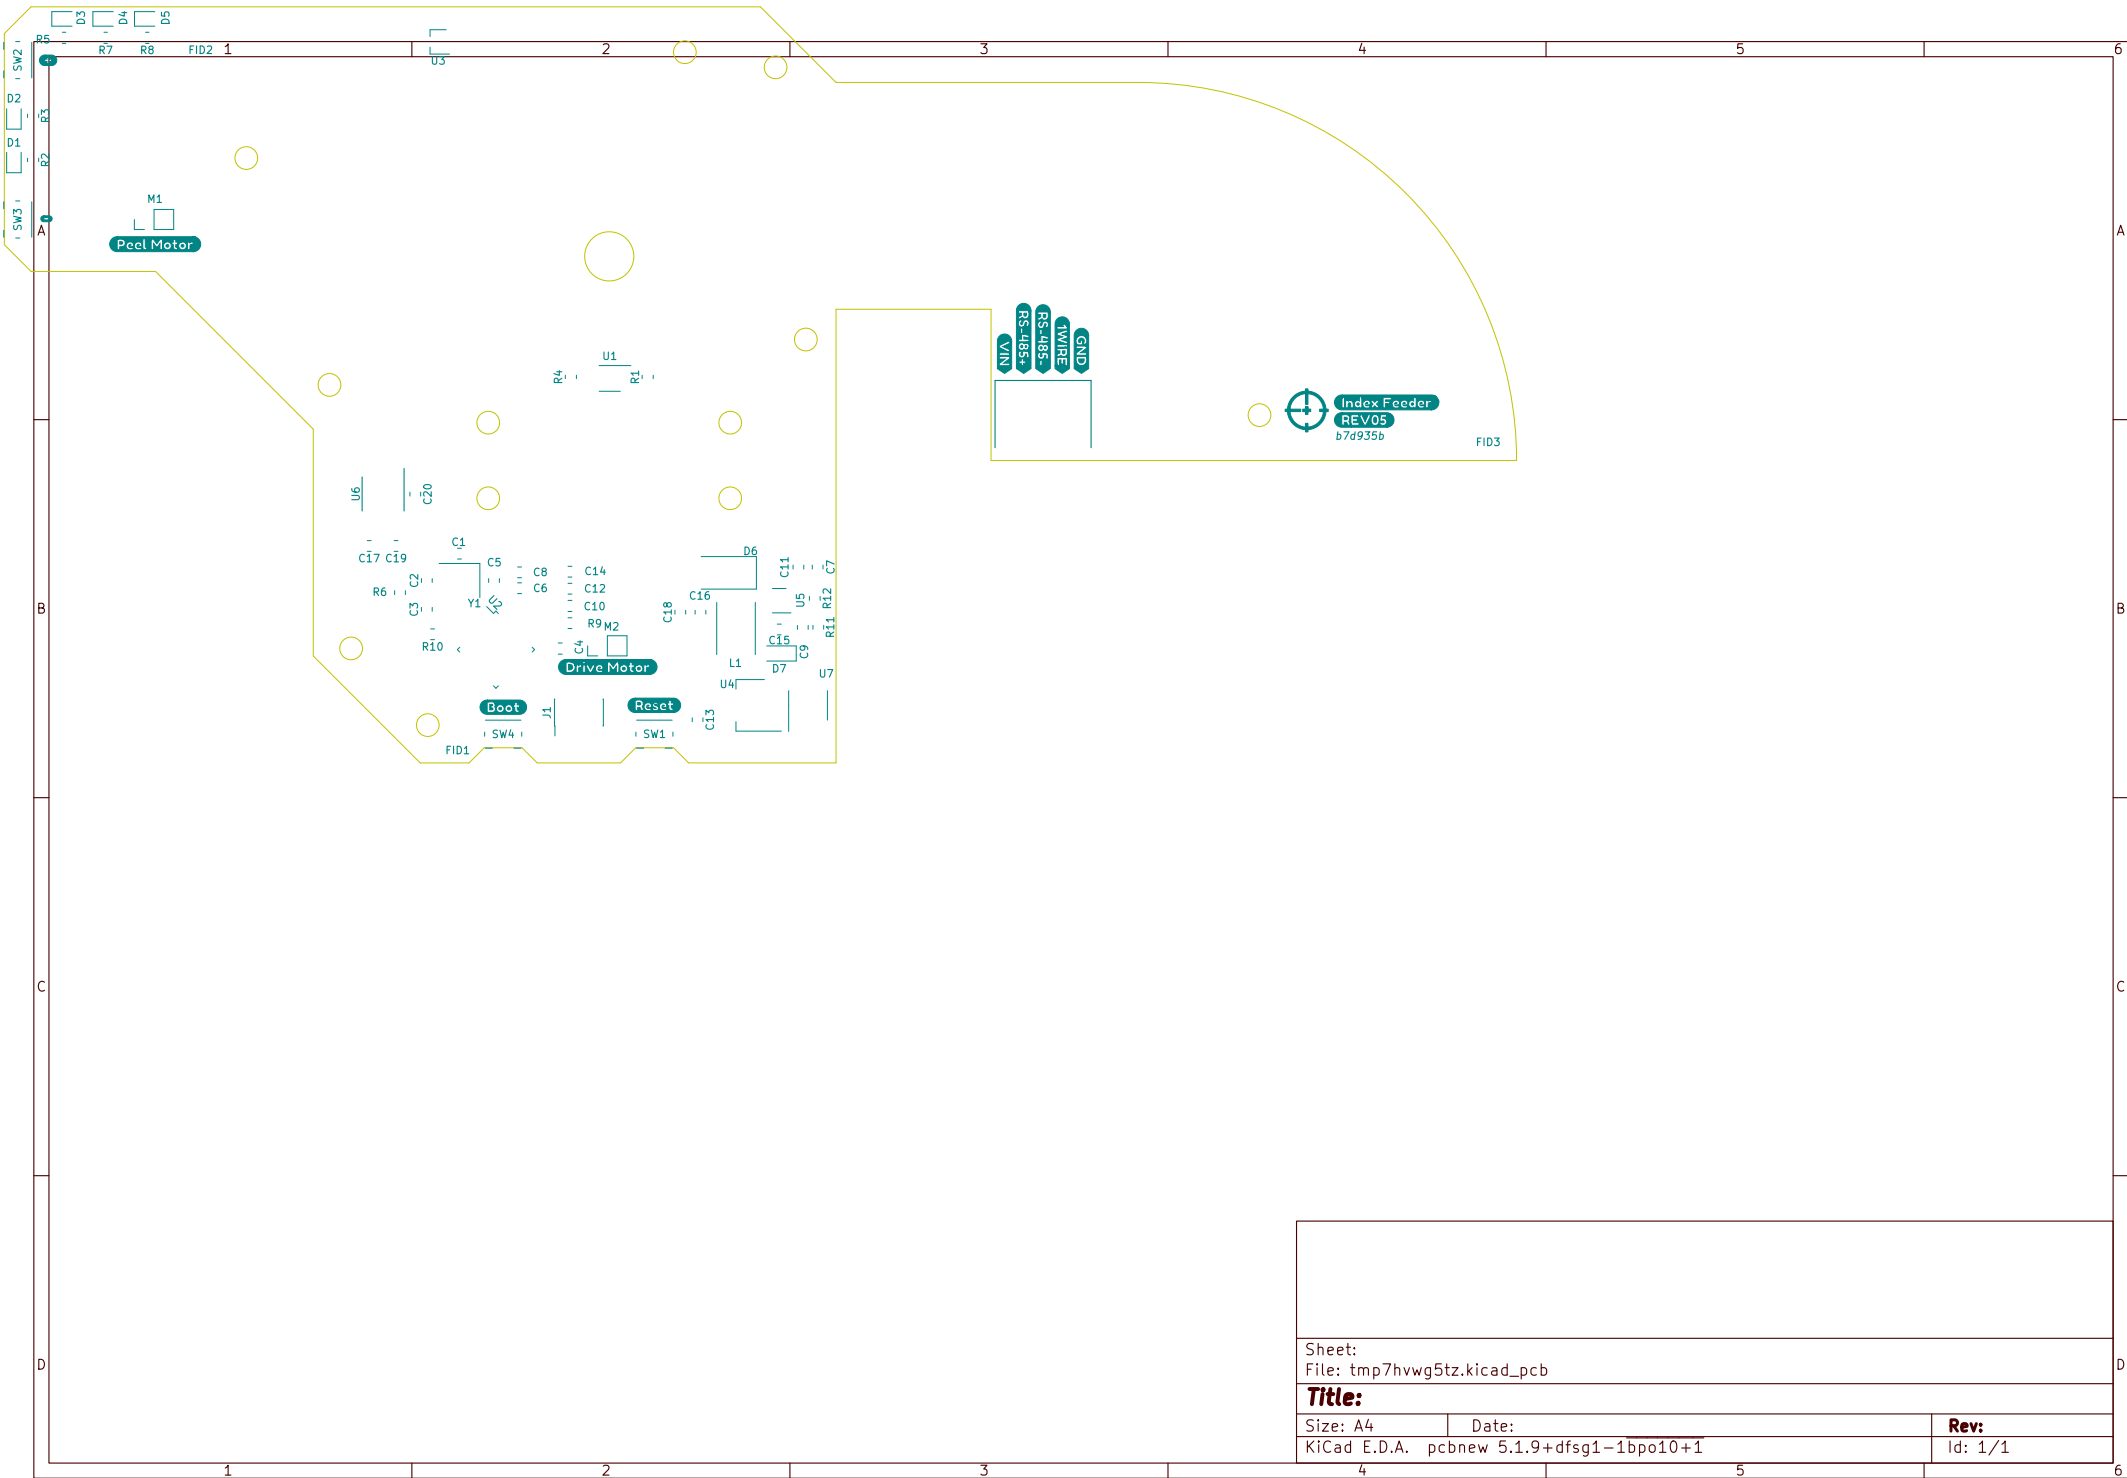 D3
D4
D5
R5
R7
R8
FID2
1
2
3
4
5
6
SW2
U3
D2
R3
D1
R2
M1
SW3
A
A
Peel Motor
VIN
RS-485+
RS-485-
1WIRE
GND
U1
R4
R1
Index Feeder
REV05
b7d935b
FID3
U6
C20
C1
C17
C19
C5
D6
C11
C7
C2
C8
C14
R6
C6
C12
C16
U5
R12
C3
Y1
U2
C10
C18
B
B
R9
M2
R11
R10
C4
C15
C9
Drive Motor
L1
D7
U7
U4
Boot
J1
Reset
C13
SW4
SW1
FID1
C
C
D
D
Sheet:
File: tmp7hvwg5tz.kicad_pcb
Title:
Size: A4
Date:
Rev:
KiCad E.D.A. pcbnew 5.1.9+dfsg1-1bpo10+1
Id: 1/1
1
2
3
4
5
6